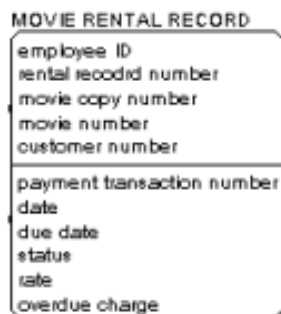 MOVIE RENTAL RECORD
employee ID
rental recodrd number
movie copy number
movie number
customer number
payment transaction number
date
due date
status
rate
overdue charge